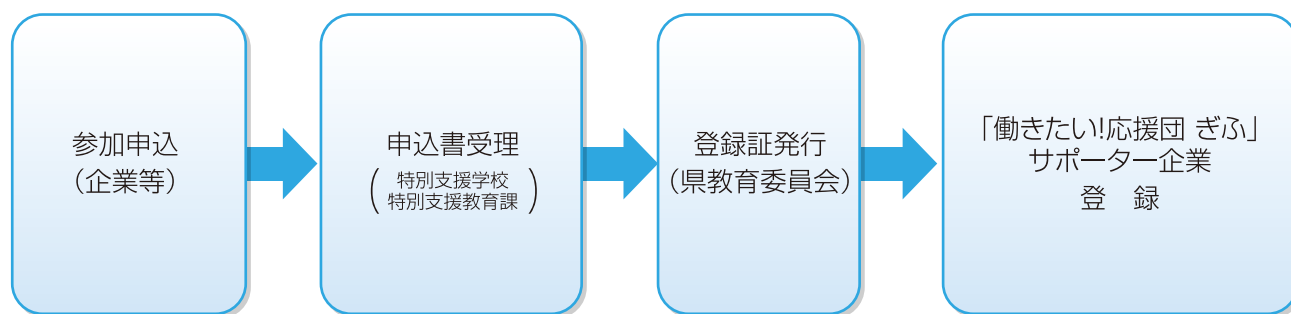 参加申込
（企業等）
申込書受理
（特別支援学校
特別支援教育課）
登録証発行
（県教育委員会）
「働きたい!応援団 ぎふ」
サポーター企業
登　録